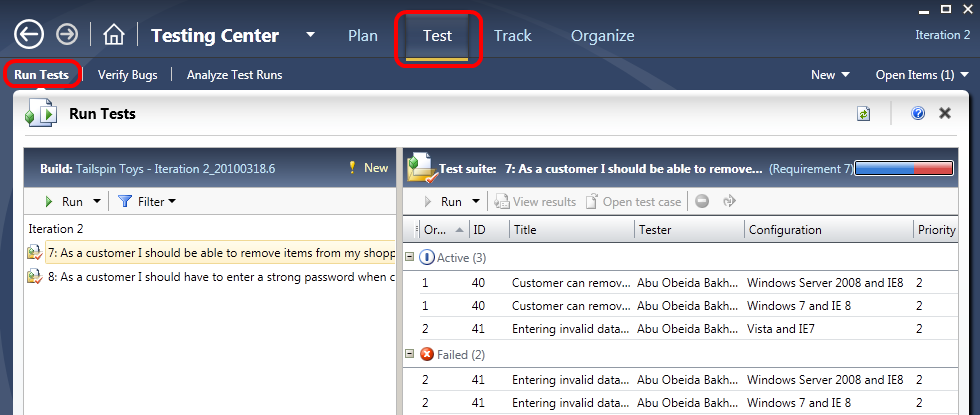 Testing Center Plan Test Track Organize Iteration 2
Run Tests Verify Bugs Analyze Test Runs New Open Items (1)
Run Tests
Build: Tailspin Toys - Iteration 2_20100318.6 New
Run Filter
Iteration 2
7: As a customer I should be able to remove items from my shopp
8: As a customer I should have to enter a strong password when c
Test suite: 7: As a customer I should be able to remove... (Requirement 7)
Run View results Open test case
Or... ID Title Tester Configuration Priority
Active (3)
1 40 Customer can remov... Abu Obeida Bakh... Windows Server 2008 and IE8 2
1 40 Customer can remov... Abu Obeida Bakh... Windows 7 and IE 8 2
2 41 Entering invalid data... Abu Obeida Bakh... Vista and IE7 2
Failed (2)
2 41 Entering invalid data... Abu Obeida Bakh... Windows Server 2008 and IE8 2
2 41 Entering invalid data... Abu Obeida Bakh... Windows 7 and IE 8 2